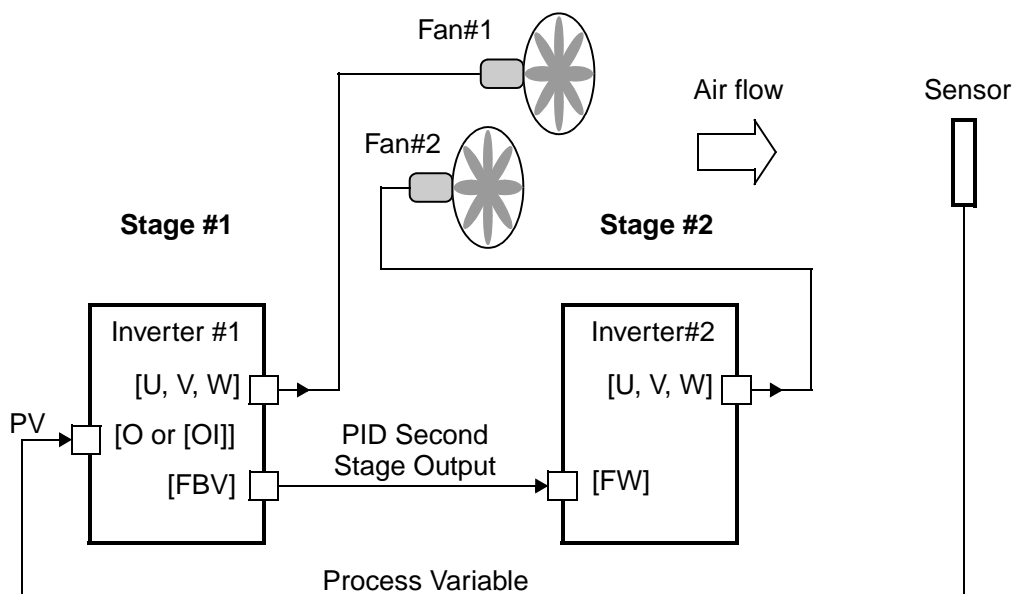 Fan#1
Air flow
Sensor
Fan#2
Stage #1
Stage #2
Inverter #1
Inverter#2
[U, V, W]
[U, V, W]
PV
[O or [OI]]
PID Second
Stage Output
[FBV]
[FW]
Process Variable